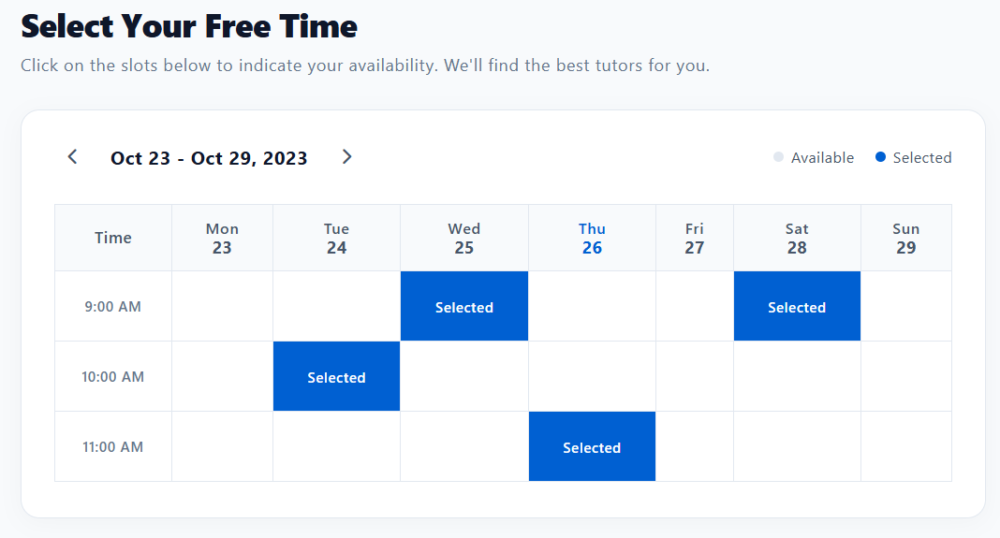 Select Your Free Time
Click on the slots below to indicate your availability. We'll find the best tutors for you.
Oct 23 - Oct 29, 2023
Available
Selected
Time
Mon
23
Tue
24
Wed
25
Thu
26
Fri
27
Sat
28
Sun
29
9:00 AM
Selected
Selected
10:00 AM
Selected
11:00 AM
Selected